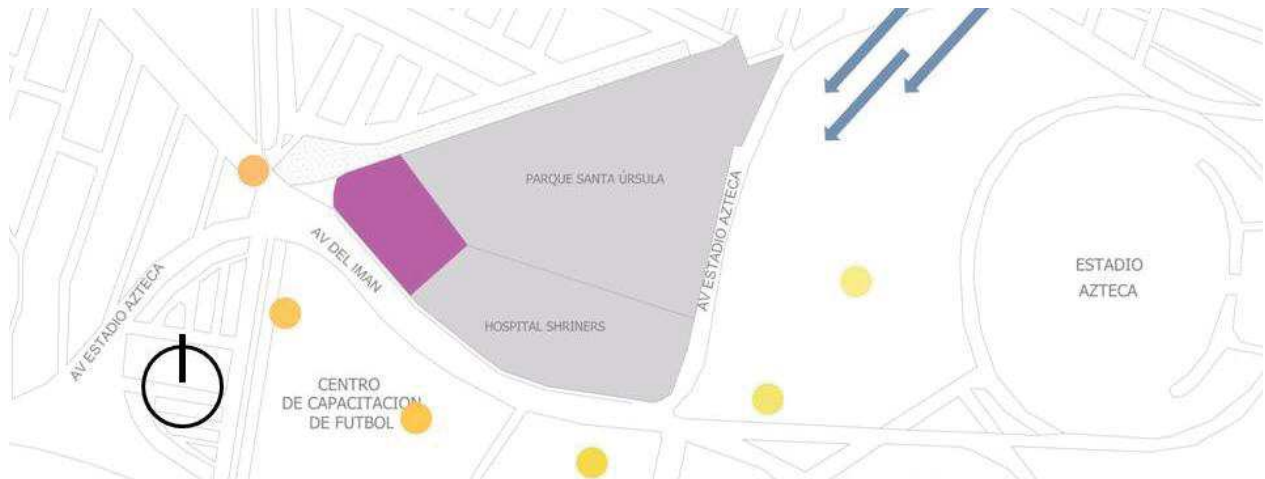 PARQUE SANTA ÚRSULA
AV ESTADIO AZTECA
AV DEL IMAN
ESTADIO
AZTECA
AV ESTADIO AZTECA
HOSPITAL SHRINERS
CENTRO
DE CAPACITACION
DE FUTBOL